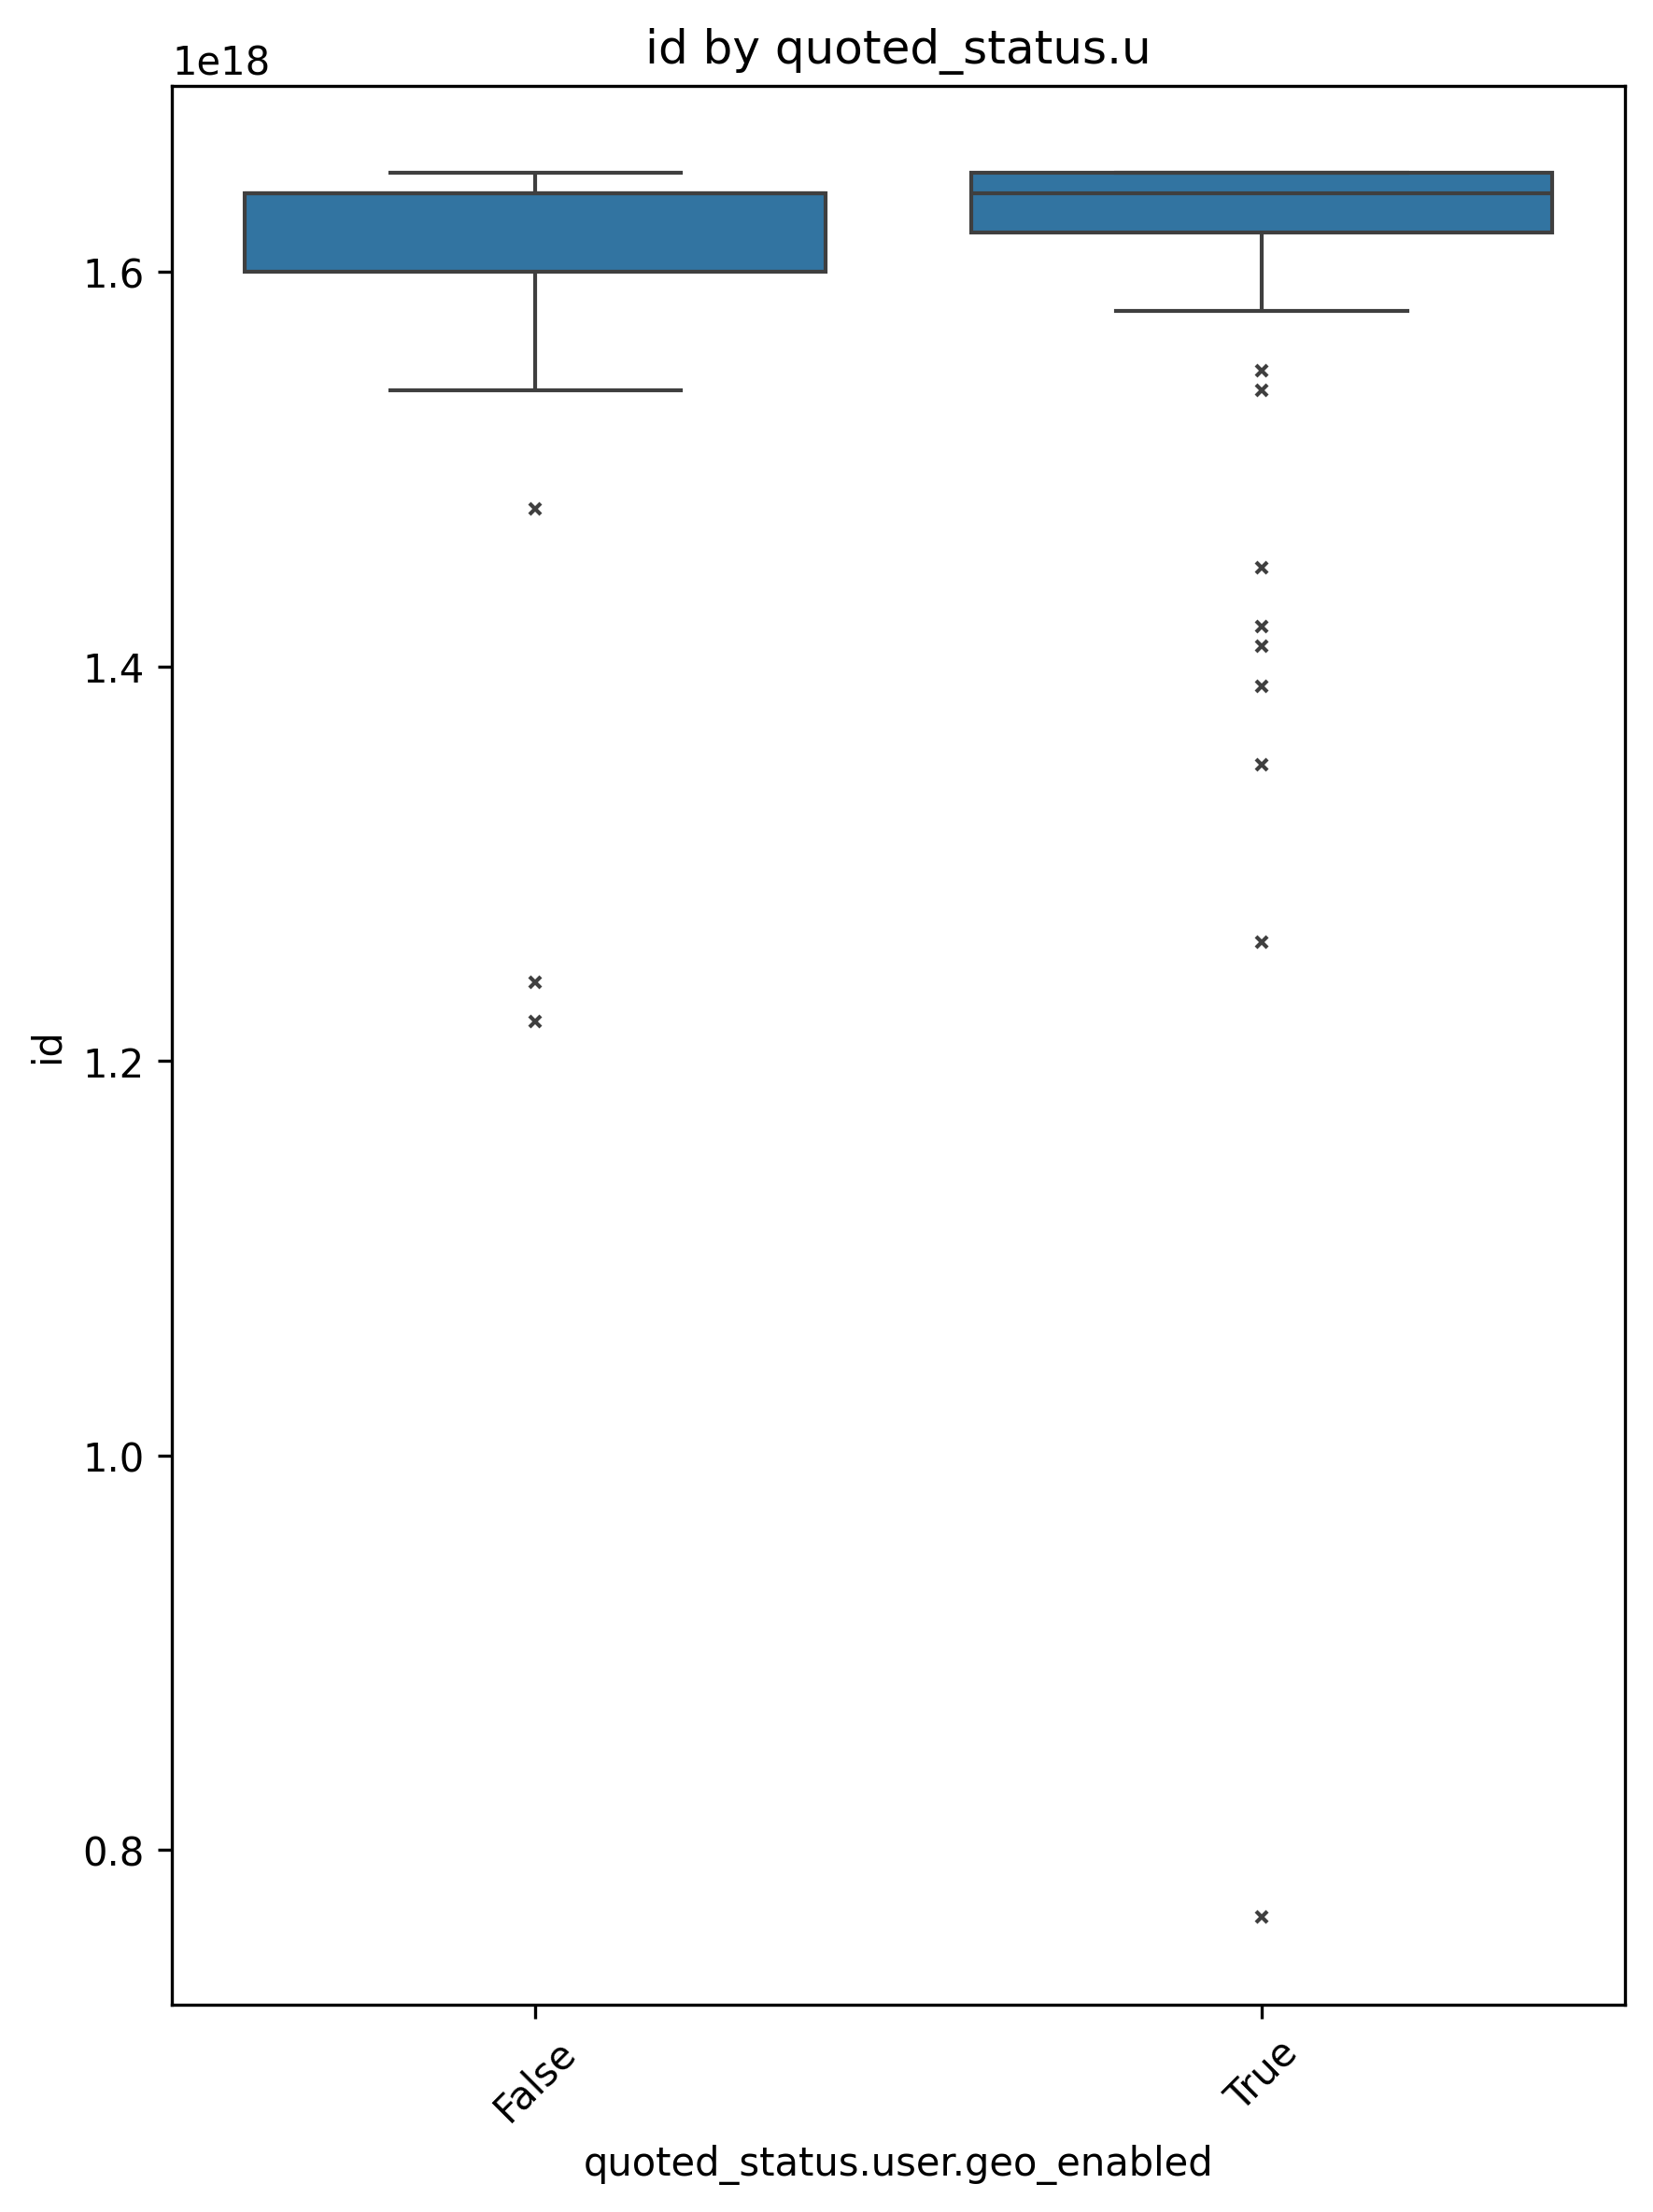 id by quoted_status.u
1e18
1.6
1.4
1.2
1.0
0.8
id
False
True
quoted_status.user.geo_enabled